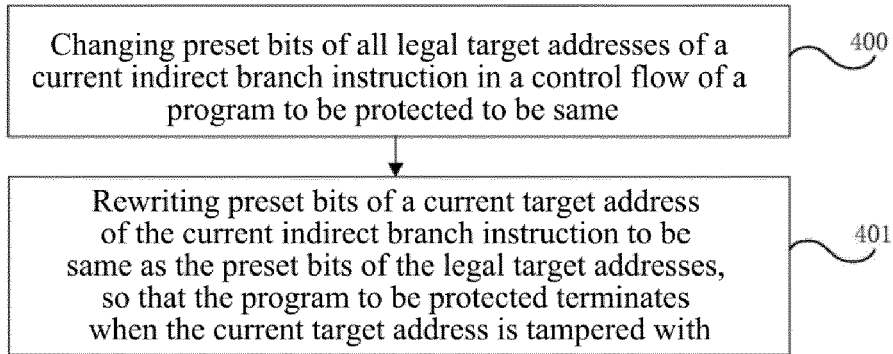 Changing preset bits of all legal target addresses of a
current indirect branch instruction in a control flow of a
program to be protected to be same
400
Rewriting preset bits of a current target address
of the current indirect branch instruction to be
same as the preset bits of the legal target addresses,
so that the program to be protected terminates
when the current target address is tampered with
401